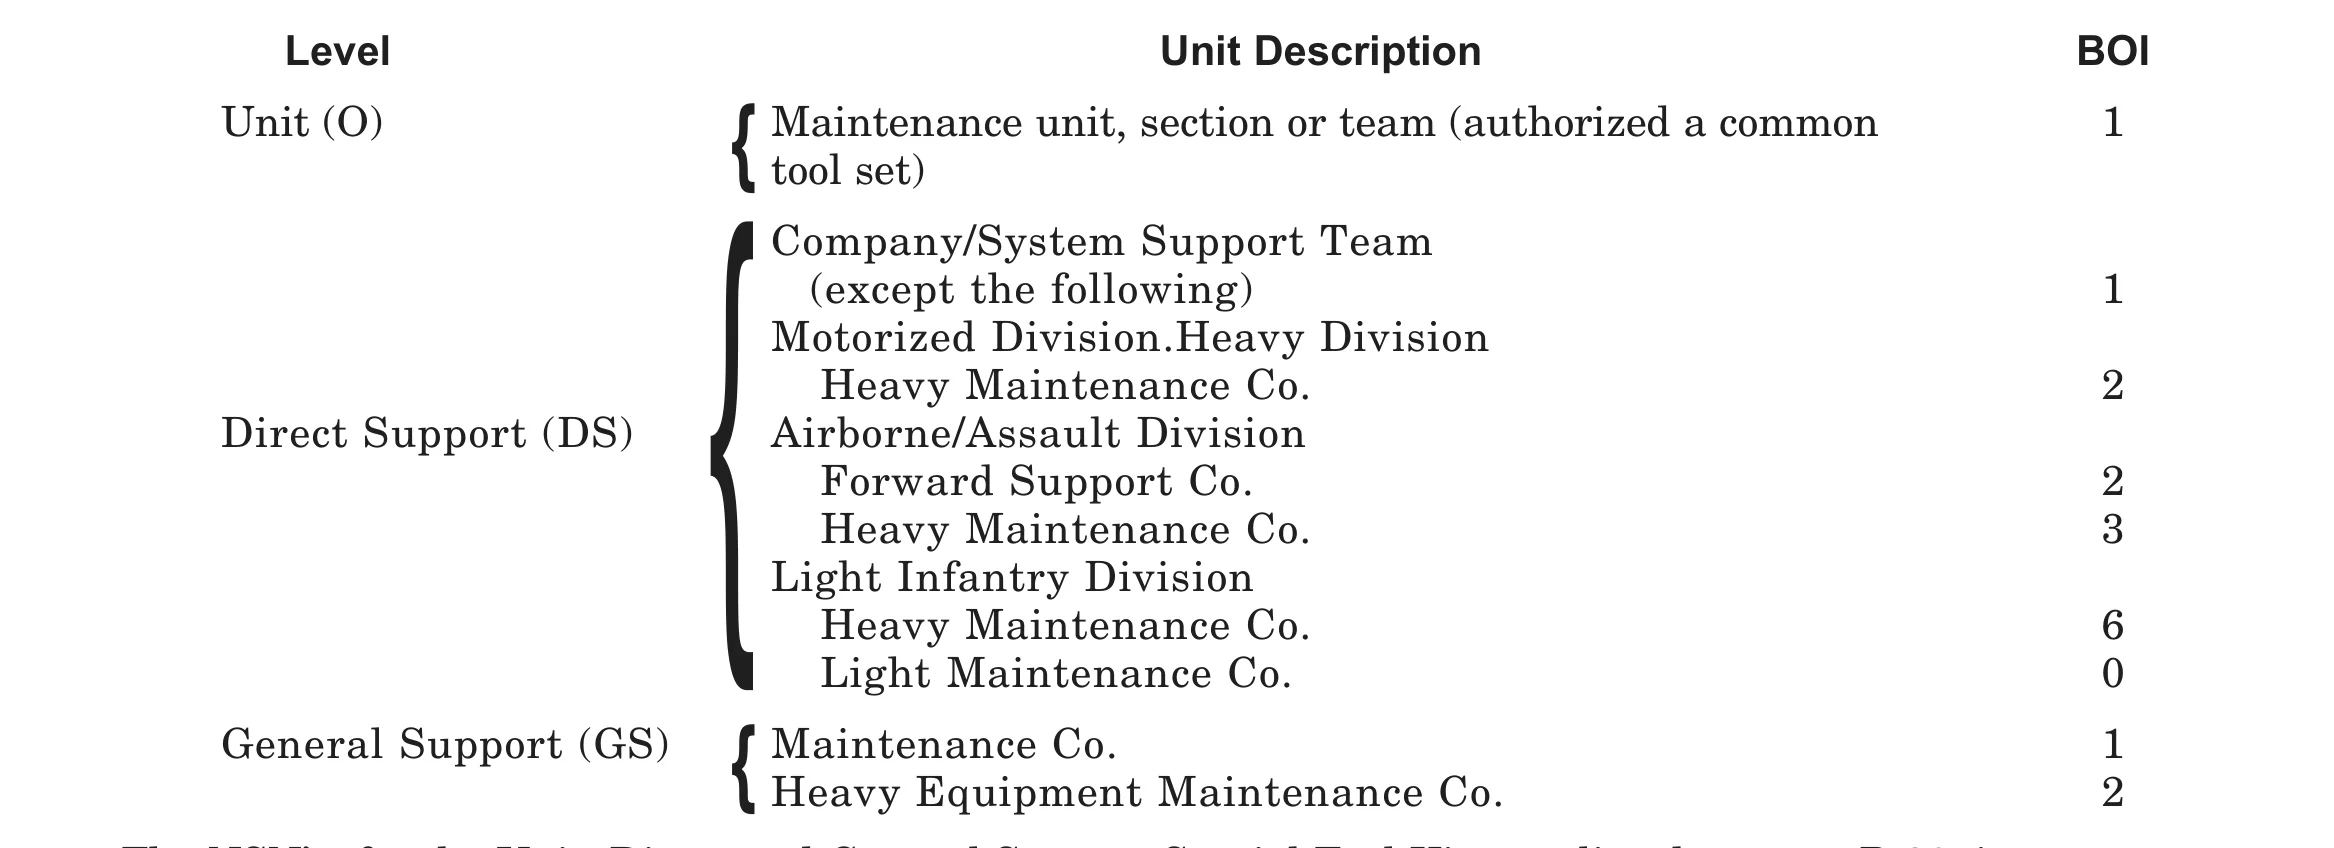 Level Unit Description BOI
Unit (O) Maintenance unit, section or team (authorized a common 1
tool set)
Company/System Support Team
(except the following) 1
Motorized Division.Heavy Division
Heavy Maintenance Co. 2
Direct Support (DS) Airborne/Assault Division
Forward Support Co. 2
Heavy Maintenance Co. 3
Light Infantry Division
Heavy Maintenance Co. 6
Light Maintenance Co. 0
General Support (GS) Maintenance Co. 1
Heavy Equipment Maintenance Co. 2